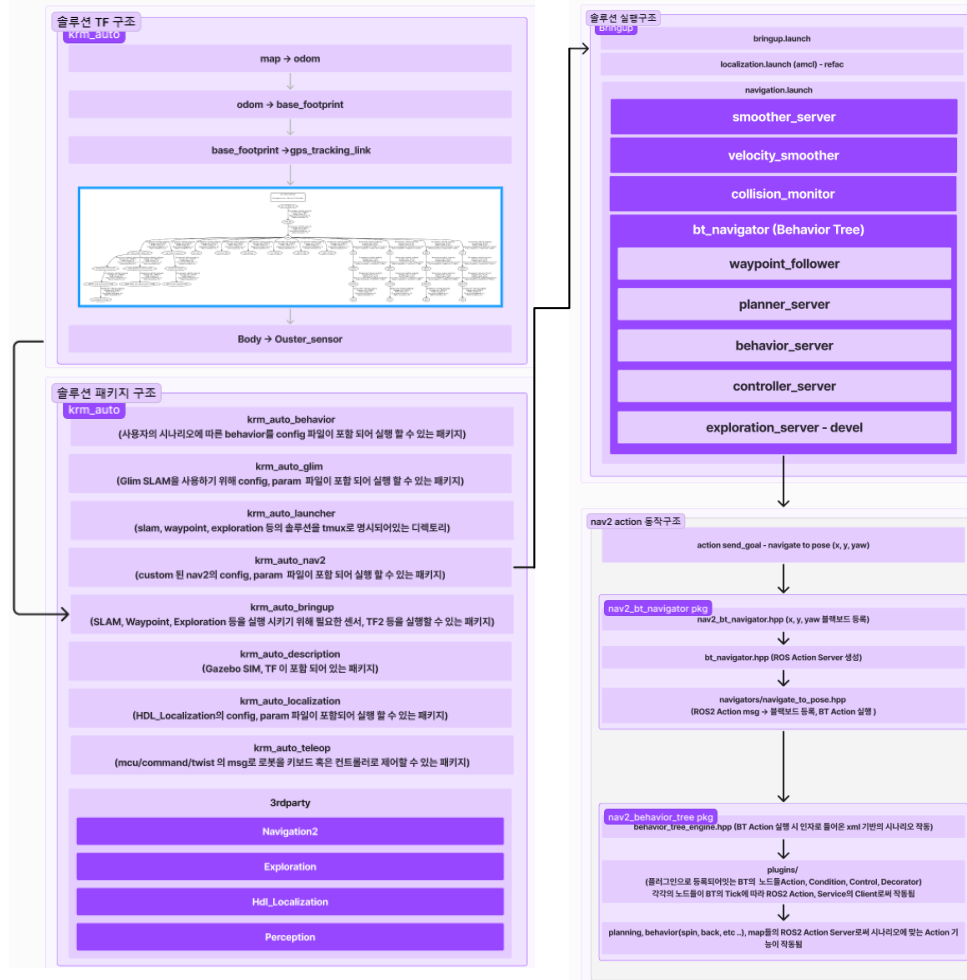 솔루션 TF 구조
krm_auto
map → odom
odom → base_footprint
base_footprint →gps_tracking_link
Body → Ouster_sensor
솔루션 패키지 구조
krm_auto
krm_auto_behavior
(사용자의 시나리오에 따른 behavior를 config 파일이 포함 되어 실행 할 수 있는 패키지)
krm_auto_glim
(Glim SLAM을 사용하기 위해 config, param 파일이 포함 되어 실행 할 수 있는 패키지)
krm_auto_launcher
(slam, waypoint, exploration 등의 솔루션을 tmux로 명시되어있는 디렉토리)
krm_auto_nav2
(custom 된 nav2의 config, param 파일이 포함 되어 실행 할 수 있는 패키지)
krm_auto_bringup
(SLAM, Waypoint, Exploration 등을 실행 시키기 위해 필요한 센서, TF2 등을 실행할 수 있는 패키지)
krm_auto_description
(Gazebo SIM, TF 이 포함 되어 있는 패키지)
krm_auto_localization
(HDL_Localization의 config, param 파일이 포함되어 실행 할 수 있는 패키지)
krm_auto_teleop
(mcu/command/twist 의 msg로 로봇을 키보드 혹은 컨트롤러로 제어할 수 있는 패키지)
3rdparty
Navigation2
Exploration
Hdl_Localization
Perception
솔루션 실행구조
Bringup
bringup.launch
localization.launch (amcl) - refac
navigation.launch
smoother_server
velocity_smoother
collision_monitor
bt_navigator (Behavior Tree)
waypoint_follower
planner_server
behavior_server
controller_server
exploration_server - devel
nav2 action 동작구조
action send_goal - navigate to pose (x, y, yaw)
nav2_bt_navigator pkg
nav2_bt_navigator.hpp (x, y, yaw 블랙보드 등록)
bt_navigator.hpp (ROS Action Server 생성)
navigators/navigate_to_pose.hpp
(ROS2 Action msg → 블랙보드 등록, BT Action 실행 )
nav2_behavior_tree pkg
behavior_tree_engine.hpp (BT Action 실행 시 인자로 들어온 xml 기반의 시나리오 작동)
plugins/
(플러그인으로 등록되어잇는 BT의 노드들Action, Condition, Control, Decorator)
각각의 노드들이 BT의 Tick에 따라 ROS2 Action, Service의 Client로써 작동됨
planning, behavior(spin, back, etc ..), map들의 ROS2 Action Server로써 시나리오에 맞는 Action 기
능이 작동됨